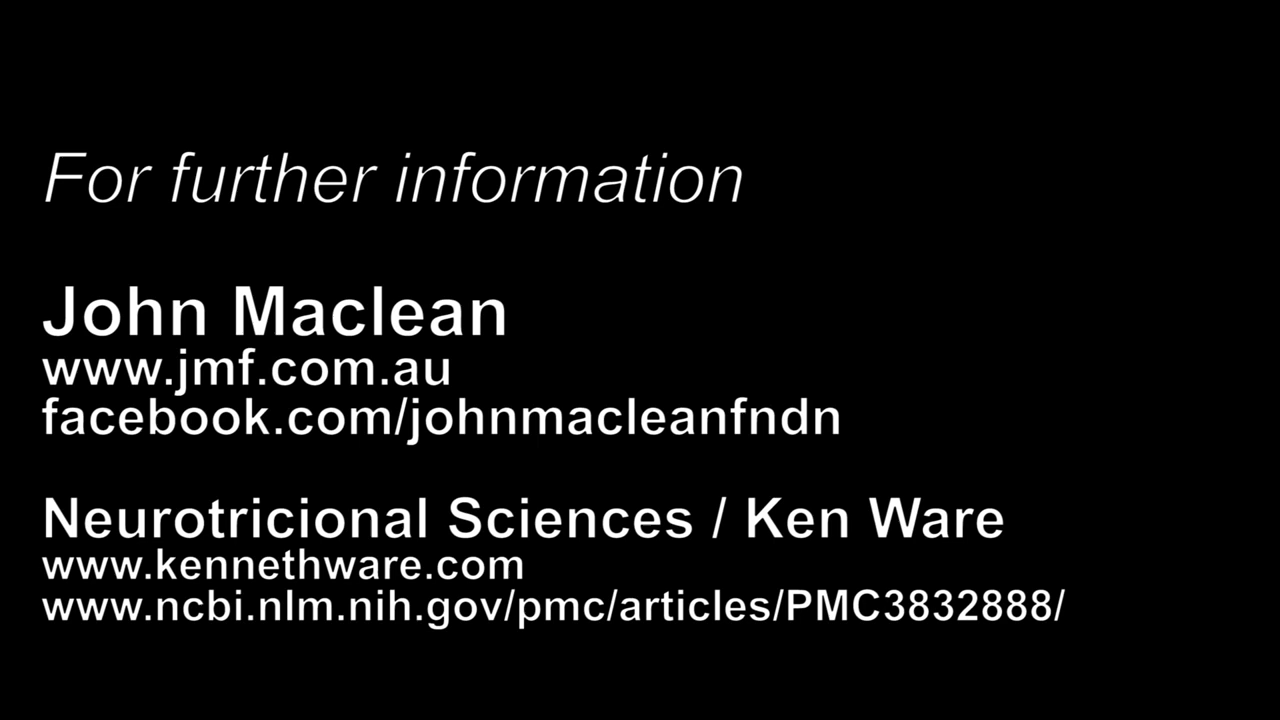 For further information
John Maclean
www.jmf.com.au
facebook.com/johnmacleanfndn
Neurotricional Sciences / Ken Ware
www.kennethware.com
www.ncbi.nlm.nih.gov/pmc/articles/PMC3832888/